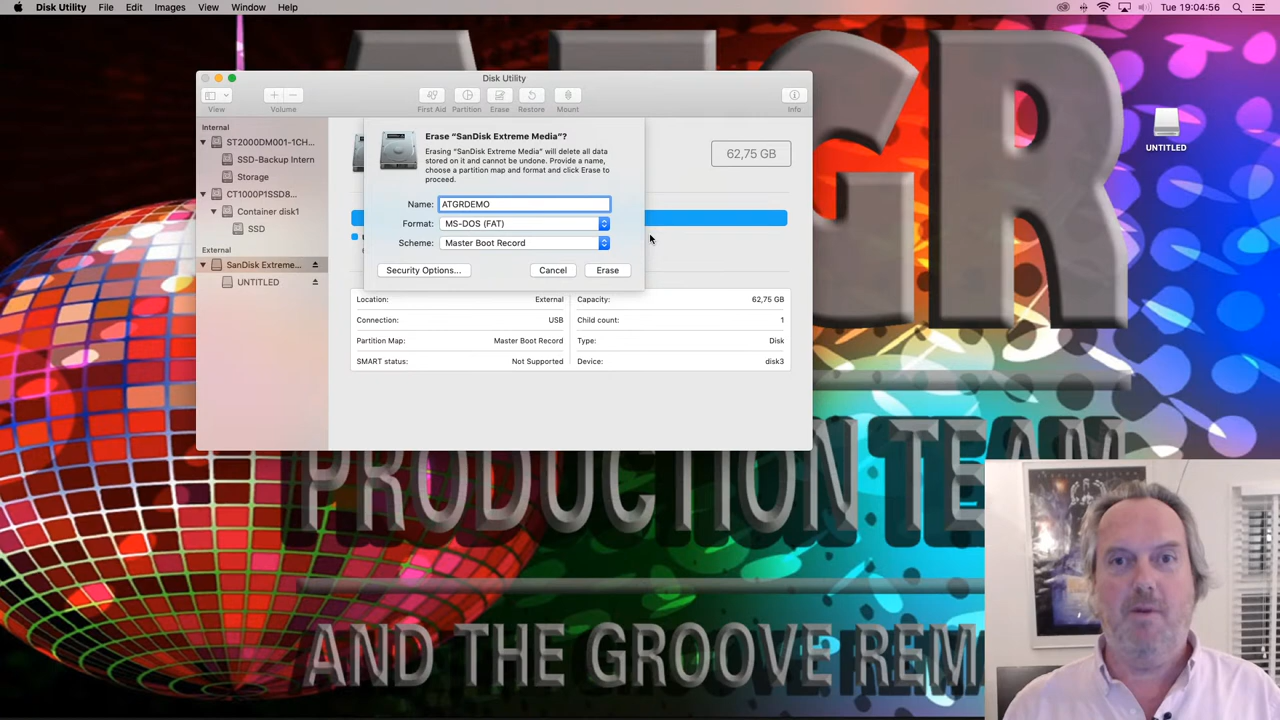 Disk Utility File Edit Images View Window Help Tue 19:04:56
ATGR
Disk Utility
View Volume First Aid Partition Erase Restore Mount Info
Internal
ST2000DM001-1CH...
SSD-Backup Intern
Storage
CT1000P1SSD8...
Container disk1
SSD
External
SanDisk Extreme...
UNTITLED
Erase “SanDisk Extreme Media”?
Erasing “SanDisk Extreme Media” will delete all data
stored on it and cannot be undone. Provide a name,
choose a partition map and format and click Erase to
proceed.
Name: ATGRDEMO
Format: MS-DOS (FAT)
Scheme: Master Boot Record
Security Options... Cancel Erase
62,75 GB
Location: External Capacity: 62,75 GB
Connection: USB Child count: 1
Partition Map: Master Boot Record Type: Disk
SMART status: Not Supported Device: disk3
UNTITLED
PRODUCTION TEAM
AND THE GROOVE REM